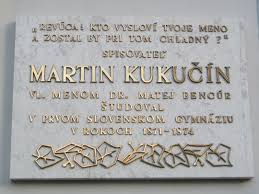 „REVÚCA! KTO VYSLOVÍ TVOJE MENO
A ZOSTAL BY PRI TOM CHLADNÝ ?"
SPISOVATEĽ
MARTIN KUKUČÍN
VL. MENOM DR. MATEJ BENCÚR
ŠTUDOVAL
V PRVOM SLOVENSKOM GYMNÁZIU
V ROKOCH 1871-1874